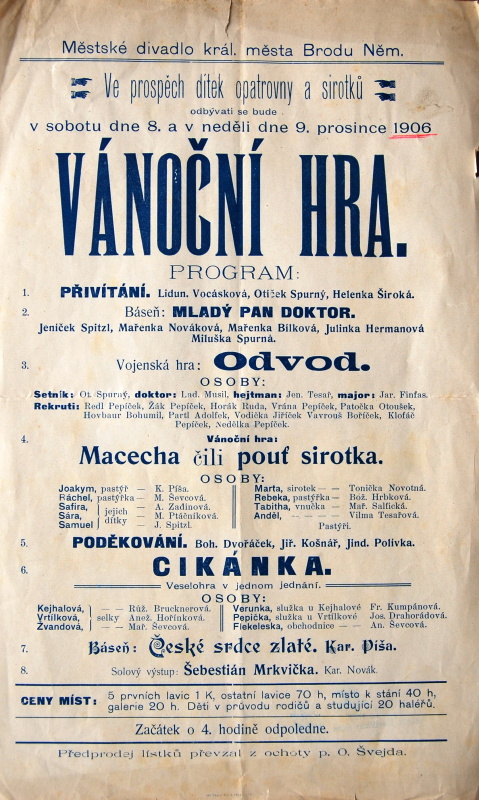 Městské divadlo král. města Brodu Něm.
Ve prospěch dítek opatrovny a sirotků
odbývati se bude
v sobotu dne 8. a v neděli dne 9. prosince 1906
VÁNOČNÍ HRA.
PROGRAM:
1. PŘIVÍTÁNÍ. Lidun. Vocásková, Otíček Spurný, Helenka Široká.
2. Báseň: MLADÝ PAN DOKTOR.
Jeníček Spitzl, Mařenka Nováková, Mařenka Bílková, Julinka Hermanová
Miluška Spurná.
3. Vojenská hra: Odvod.
OSOBY:
Setník: Ot. Spurný, doktor: Lad. Musil, hejtman: Jen. Tesař, major: Jar. Finfas.
Rekruti: Redl Pepíček, Žák Pepíček, Horák Ruda, Vrána Pepíček, Patočka Otoušek,
Hovbaur Bohumil, Partl Adolfek, Vodička Jiříček Vavrouš Bořiček, Klofáč
Pepíček, Nedělka Pepíček.
4. Vánoční hra:
Macecha čili pouť sirotka.
OSOBY:
Joakym, pastýř — K. Píša. Marta, sirotek — — Tonička Novotná.
Ráchel, pastýřka — M. Ševcová. Rebeka, pastýřka — Bož. Hrbková.
Safira, jejich — A. Zadinová. Tabitha, vnučka — Mař. Salfická.
Sára, dítky — M. Ptáčníková. Anděl, — — — — Vilma Tesařová.
Samuel — J. Spitzl. Pastýři.
5. PODĚKOVÁNÍ. Boh. Dvořáček, Jiř. Košnář, Jind. Polívka.
6. CIKÁNKA.
Veselohra v jednom jednání.
OSOBY:
Kejhalová, — — Růž. Brucknerová. Verunka, služka u Kejhalové Fr. Kumpánová.
Vrtílková, selky Anež. Hořínková. Pepička, služka u Vrtílkové Jos. Drahorádová.
Žvandová, — — Mař. Ševcová. Flekeleska, obchodnice — — An. Ševcová.
7. Báseň: České srdce zlaté. Kar. Píša.
8. Solový výstup: Šebestián Mrkvička. Kar. Novák.
CENY MÍST: 5 prvních lavic 1 K, ostatní lavice 70 h, místo k stání 40 h,
galerie 20 h. Děti v průvodu rodičů a studující 20 haléřů.
Začátek o 4. hodině odpoledne.
Předprodej lístků převzal z ochoty p. O. Švejda.